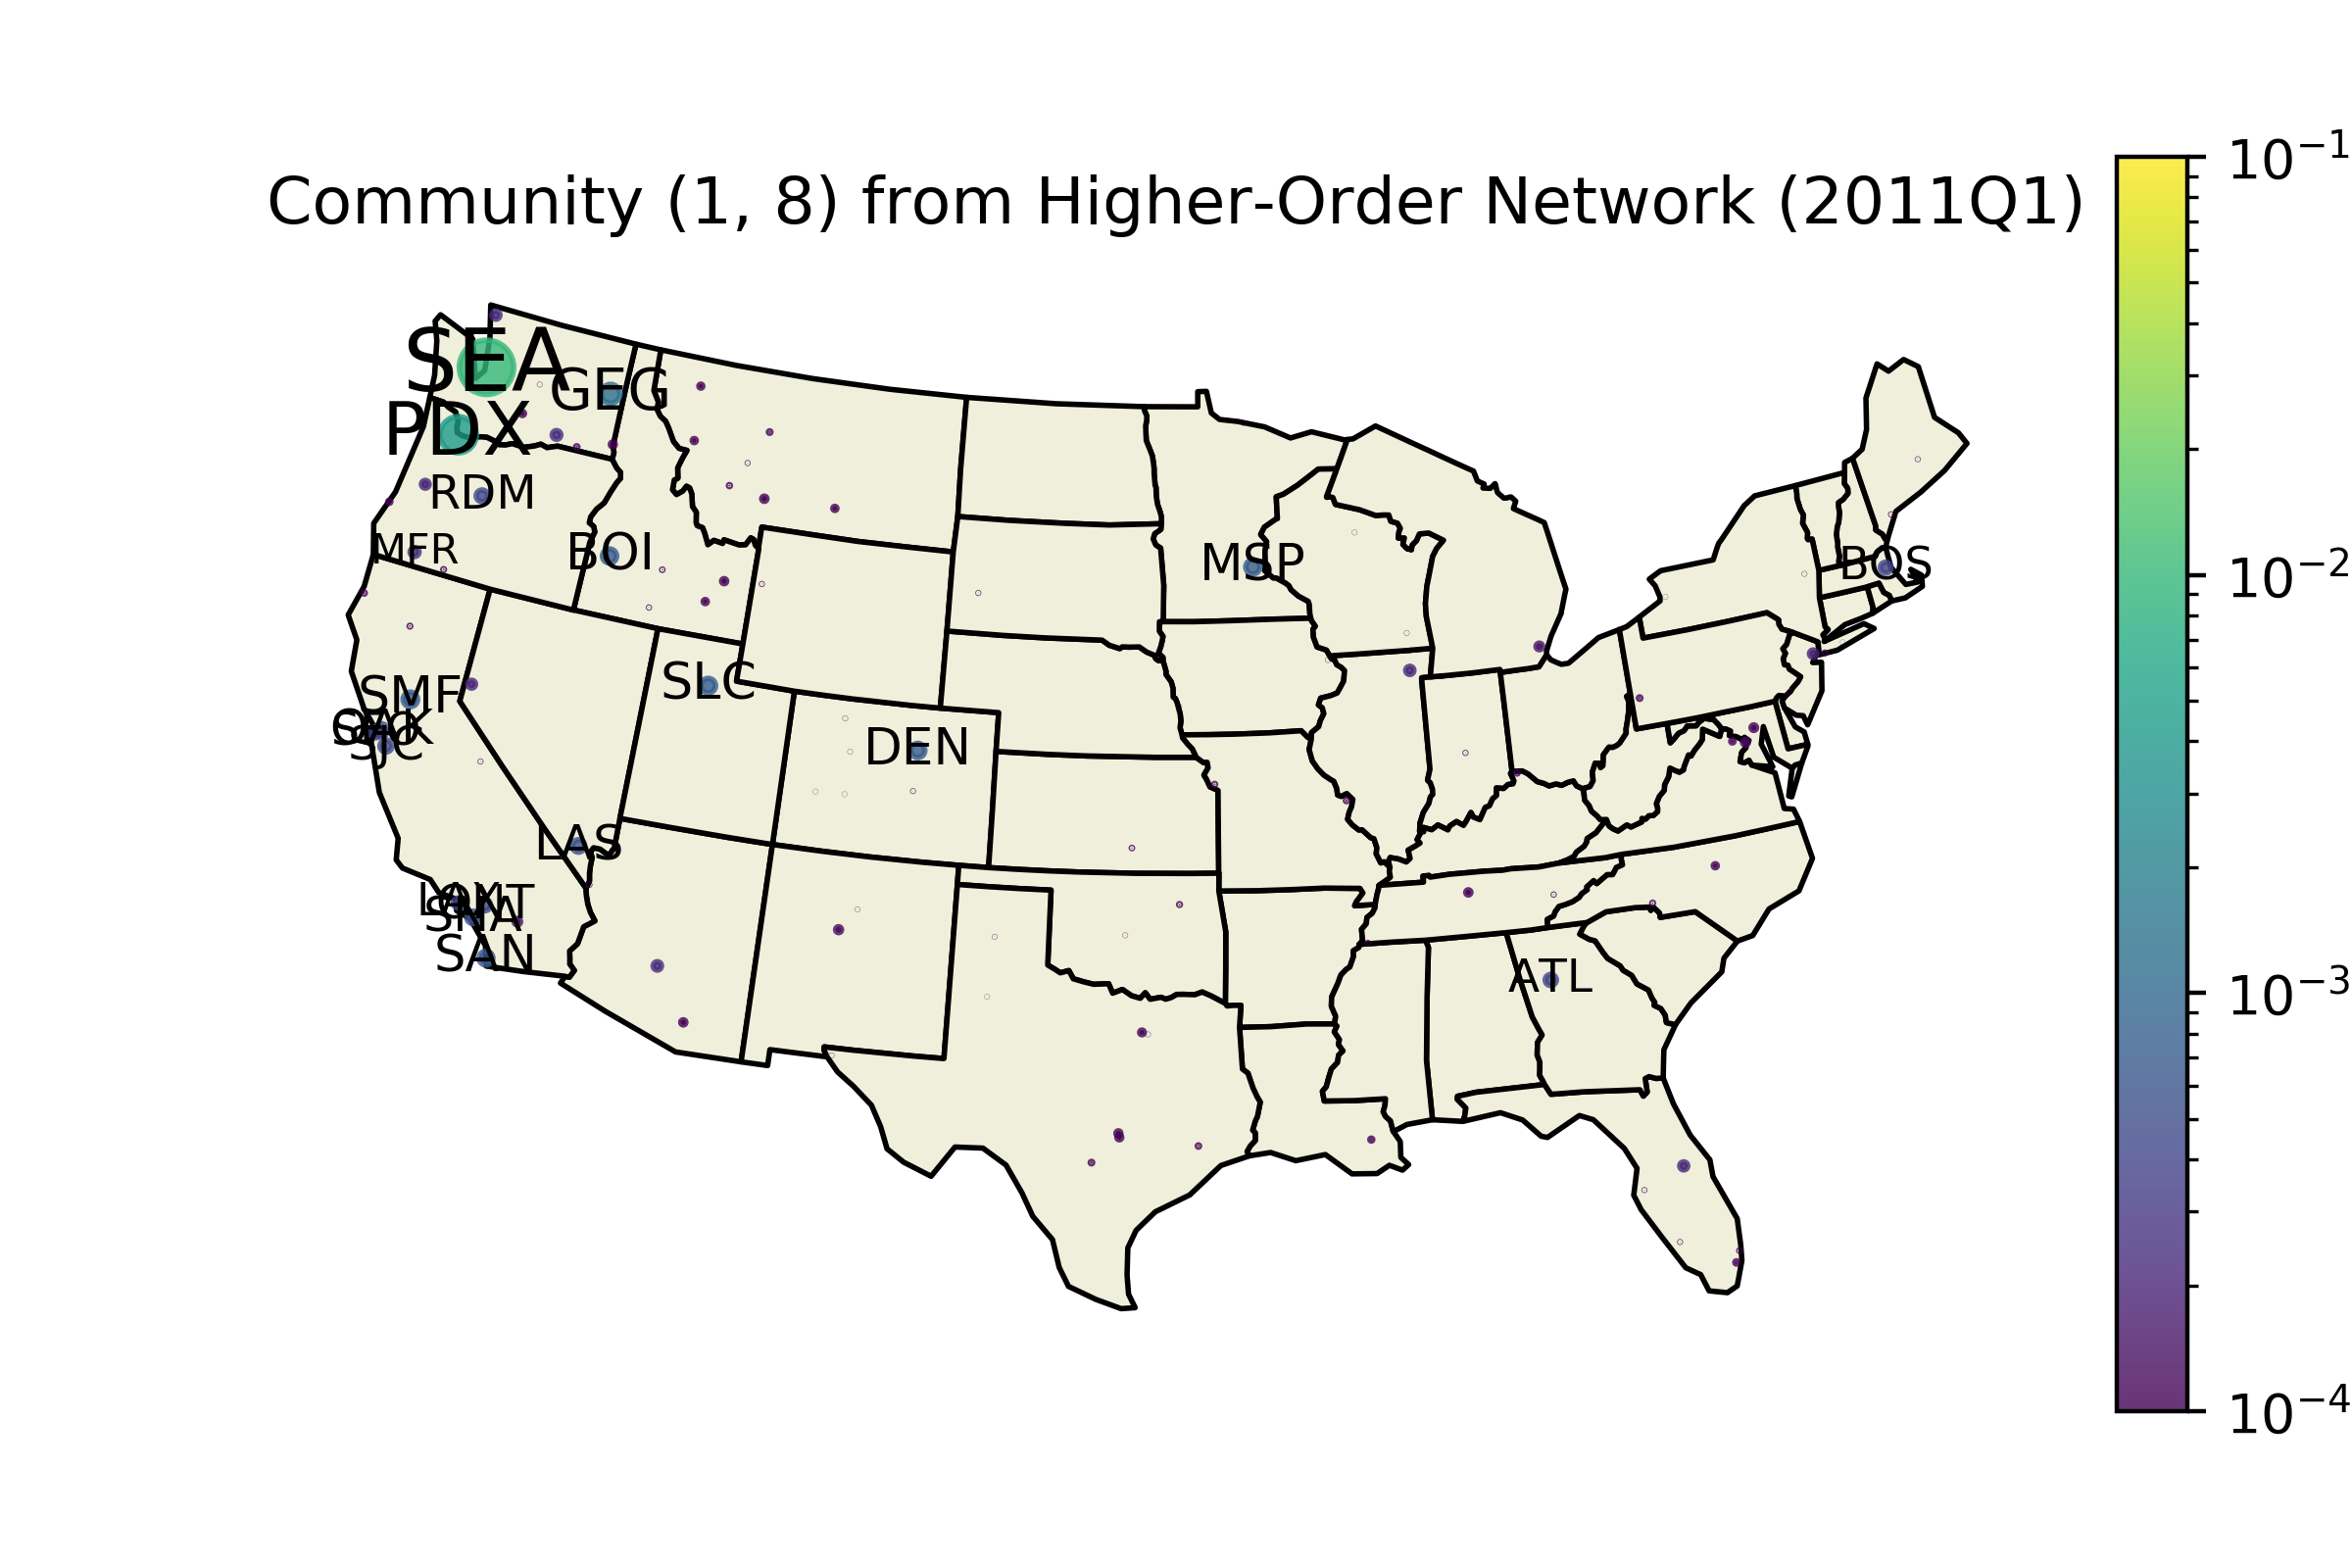 Community (1, 8) from Higher-Order Network (2011Q1)
10⁻¹
SEA
GEG
PDX
RDM
MFR
BOI
MSP
BOS
10⁻²
SLC
SMF
OAK
SJC
DEN
LAS
LAX
ONT
SNA
SAN
ATL
10⁻³
10⁻⁴